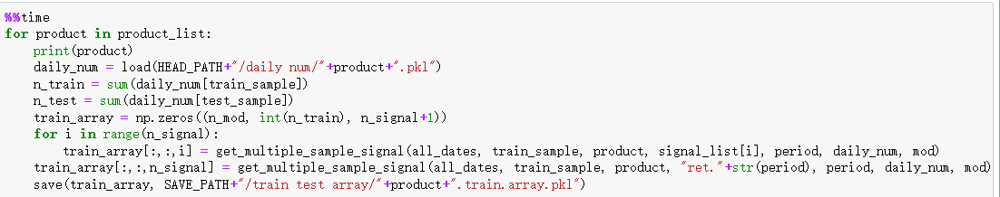 %%time
for product in product_list:
    print(product)
    daily_num = load(HEAD_PATH+"/daily num/"+product+".pkl")
    n_train = sum(daily_num[train_sample])
    n_test = sum(daily_num[test_sample])
    train_array = np.zeros((n_mod, int(n_train), n_signal+1))
    for i in range(n_signal):
        train_array[:,:,i] = get_multiple_sample_signal(all_dates, train_sample, product, signal_list[i], period, daily_num, mod)
    train_array[:,:,n_signal] = get_multiple_sample_signal(all_dates, train_sample, product, "ret."+str(period), period, daily_num, mod)
    save(train_array, SAVE_PATH+"/train test array/"+product+".train.array.pkl")